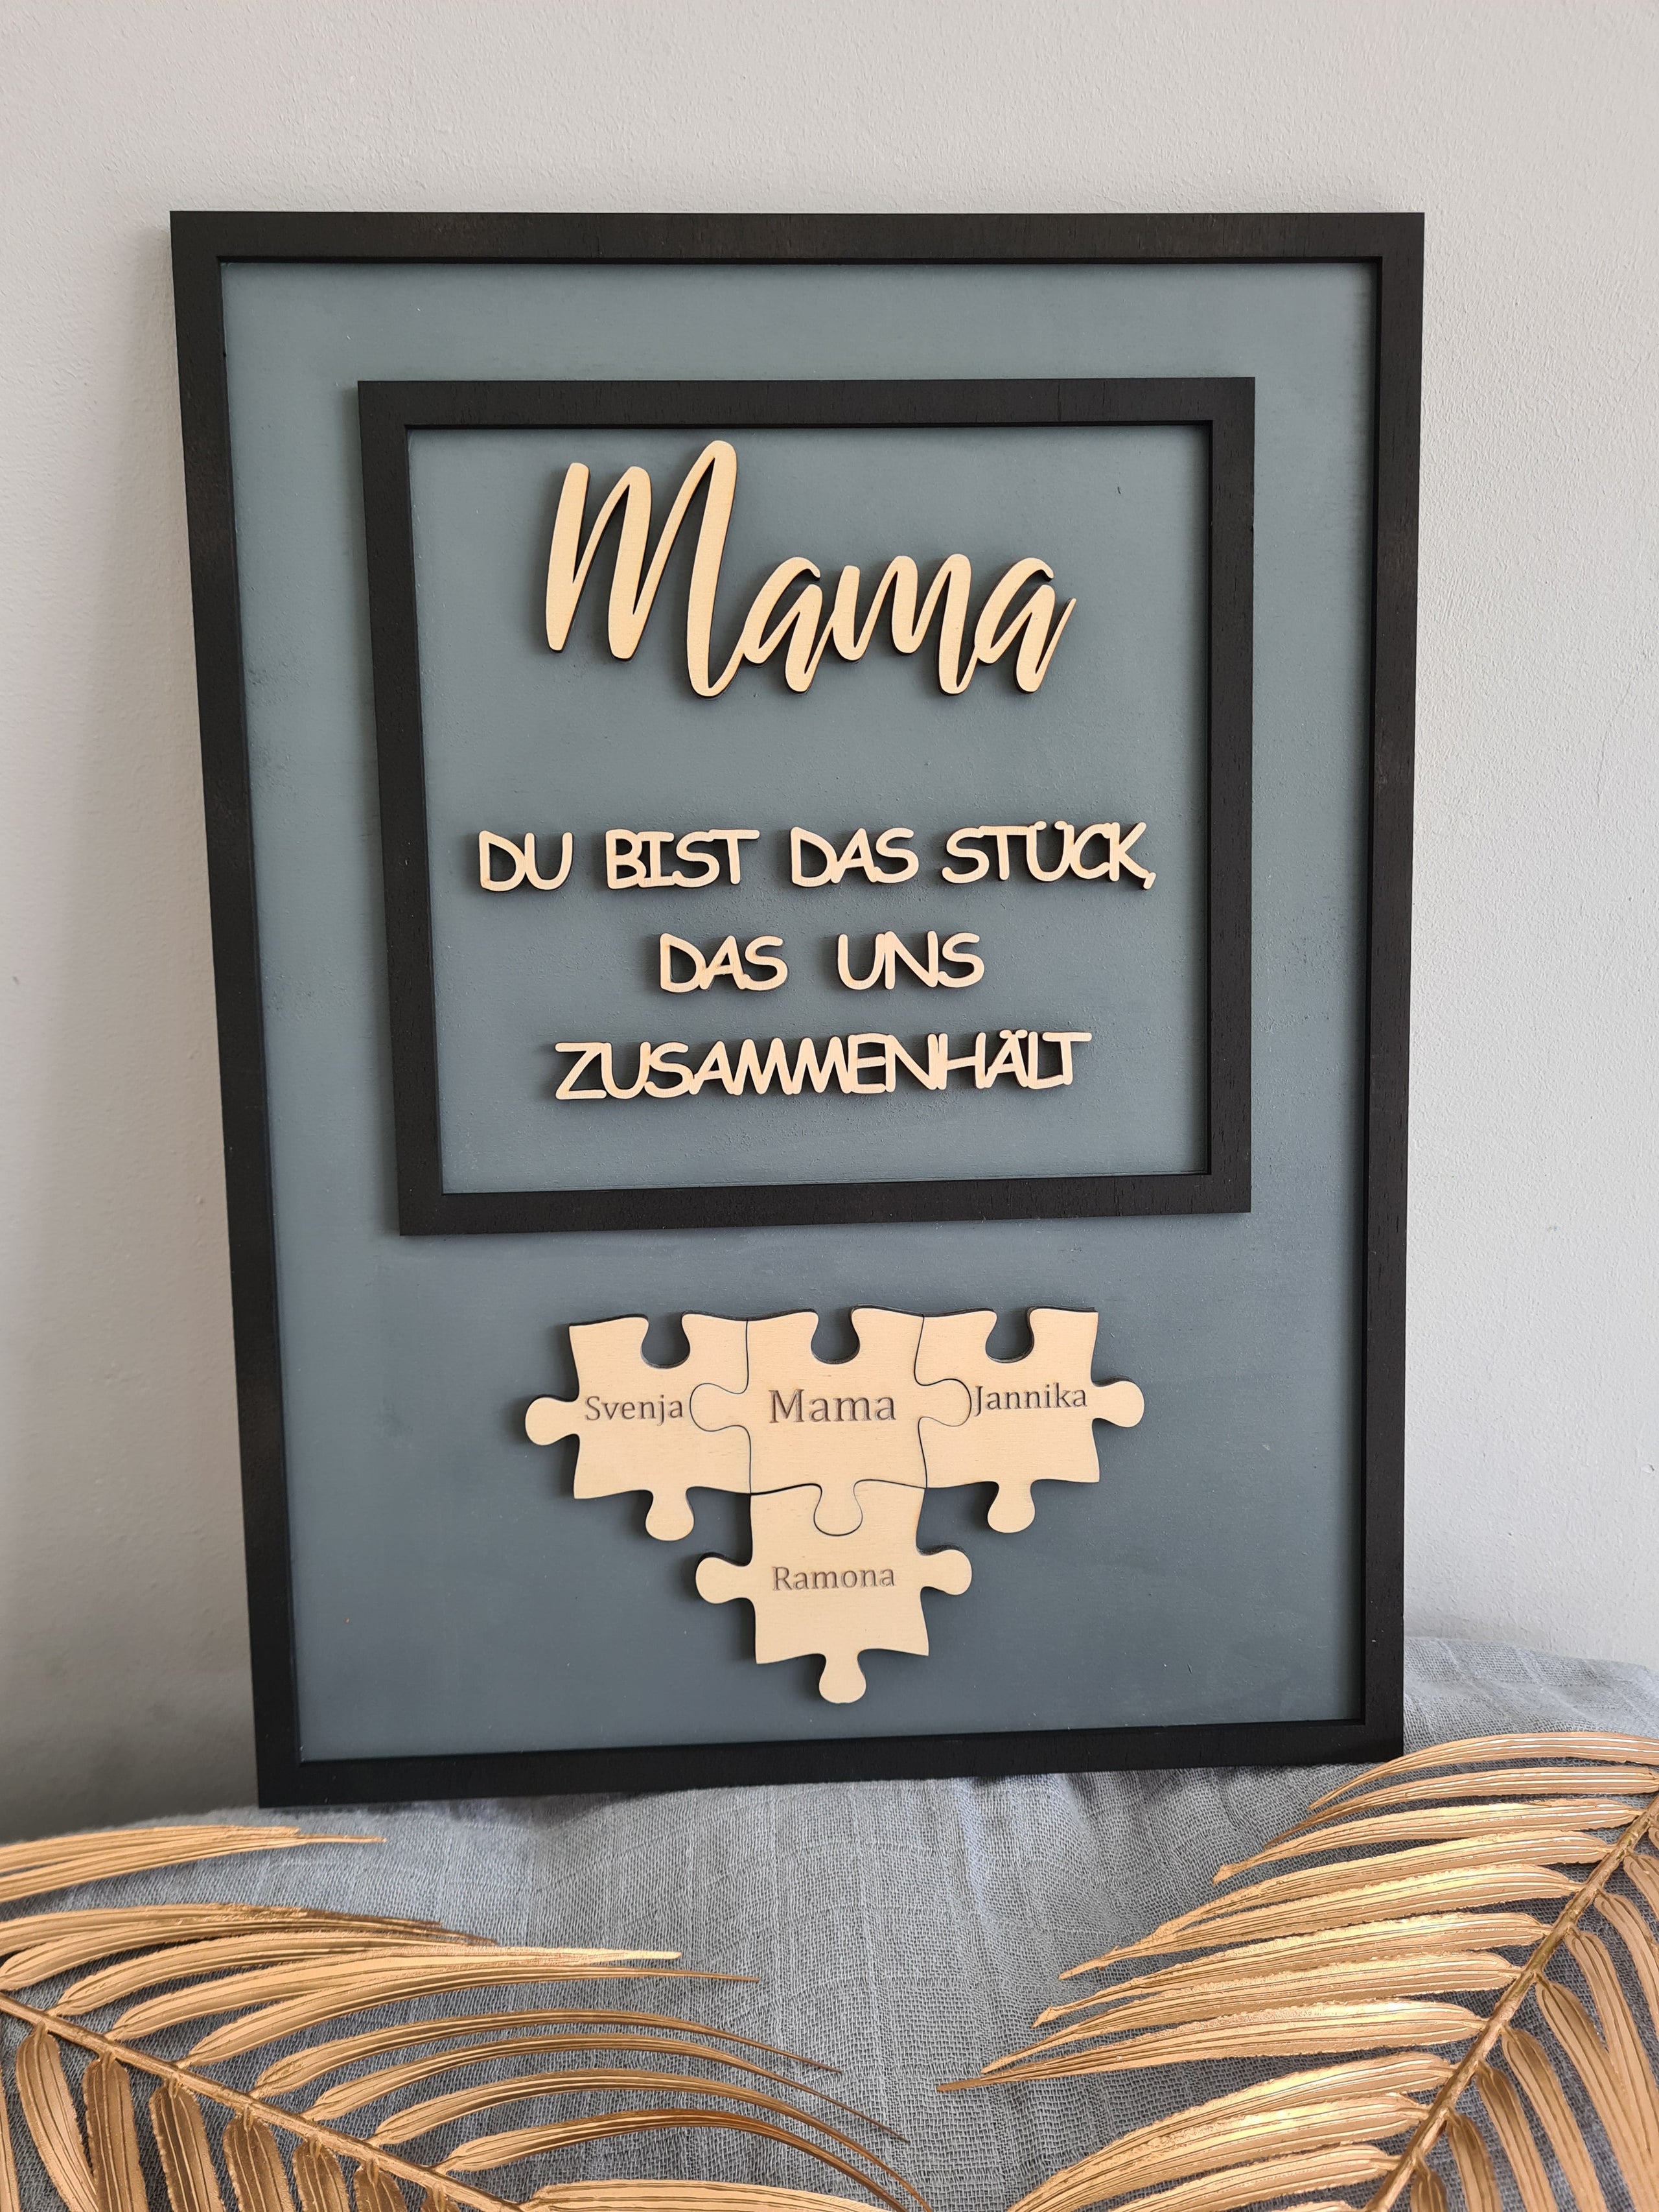 Mama
DU BIST DAS STÜCK,
DAS UNS
ZUSAMMENHÄLT
Svenja Mama Jannika
Ramona